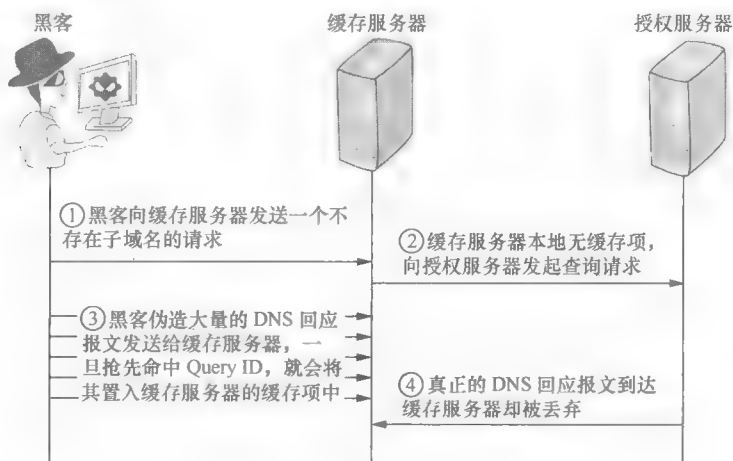 黑客
缓存服务器
授权服务器
①黑客向缓存服务器发送一个不
存在子域名的请求
②缓存服务器本地无缓存项，
向授权服务器发起查询请求
③黑客伪造大量的 DNS 回应
报文发送给缓存服务器，一
旦抢先命中 Query ID，就会将
其置入缓存服务器的缓存项中
④真正的 DNS 回应报文到达
缓存服务器却被丢弃